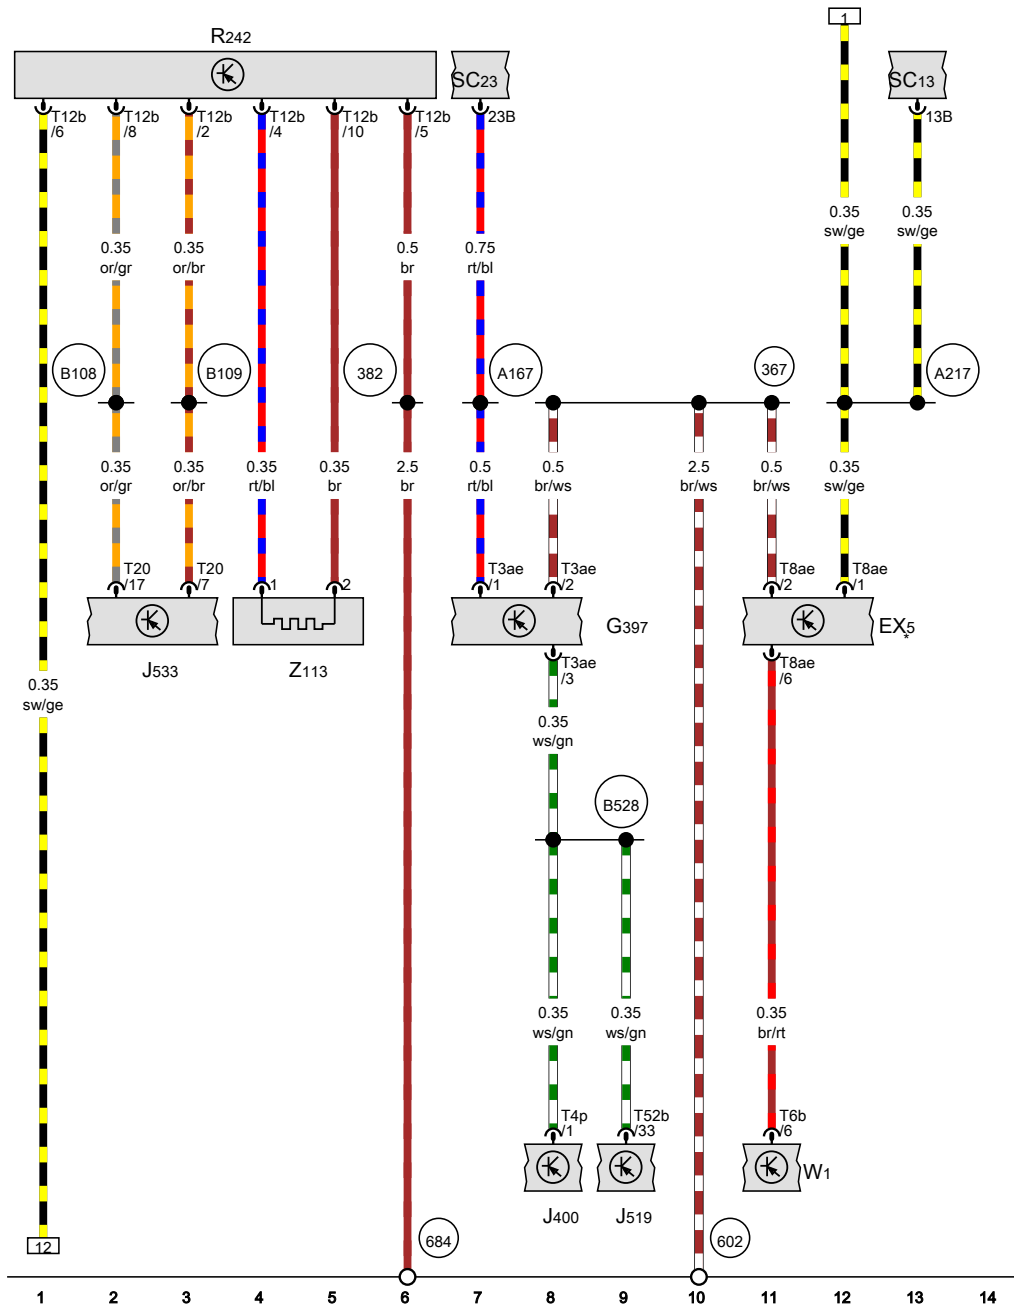 1
R242
SC23
SC13
T12b
/6
T12b
/8
T12b
/2
T12b
/4
T12b
/10
T12b
/5
23B
13B
0.35
sw/ge
0.35
sw/ge
0.35
or/gr
0.35
or/br
0.5
br
0.75
rt/bl
B108
B109
382
A167
367
A217
0.35
or/gr
0.35
or/br
0.35
rt/bl
0.35
br
2.5
br
0.5
rt/bl
0.5
br/ws
2.5
br/ws
0.5
br/ws
0.35
sw/ge
T20
/17
T20
/7
1
2
T3ae
/1
T3ae
/2
T8ae
/2
T8ae
/1
J533
Z113
G397
EX5
*
T3ae
/3
T8ae
/6
0.35
sw/ge
0.35
ws/gn
B528
0.35
ws/gn
0.35
ws/gn
0.35
br/rt
T4p
/1
T52b
/33
T6b
/6
W1
J400
J519
12
684
602
1 2 3 4 5 6 7 8 9 10 11 12 13 14